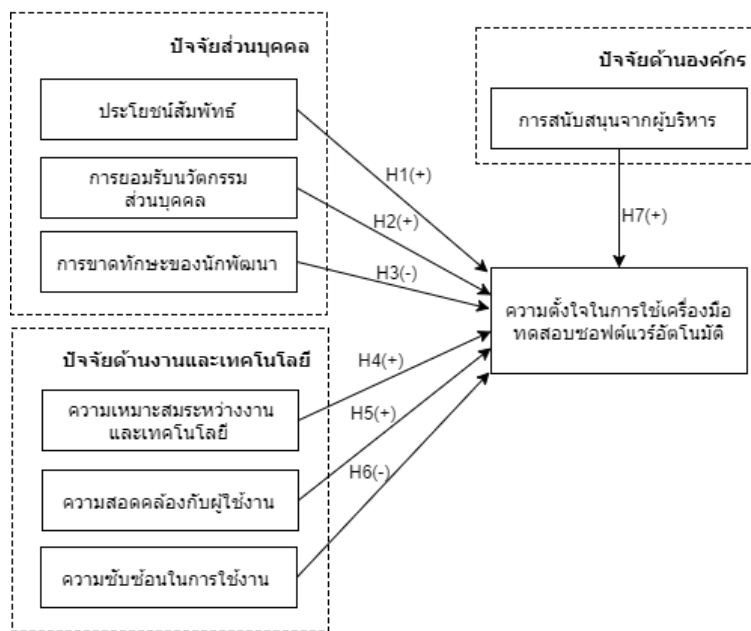 ปัจจัยส่วนบุคคล
ประโยชน์สัมพัทธ์
การยอมรับนวัตกรรม
ส่วนบุคคล
การขาดทักษะของนักพัฒนา
ปัจจัยด้านองค์กร
การสนับสนุนจากผู้บริหาร
H1(+)
H2(+)
H3(-)
H7(+)
ความตั้งใจในการใช้เครื่องมือ
ทดสอบซอฟต์แวร์อัตโนมัติ
ปัจจัยด้านงานและเทคโนโลยี
ความเหมาะสมระหว่างงาน
และเทคโนโลยี
ความสอดคล้องกับผู้ใช้งาน
ความซับซ้อนในการใช้งาน
H4(+)
H5(+)
H6(-)